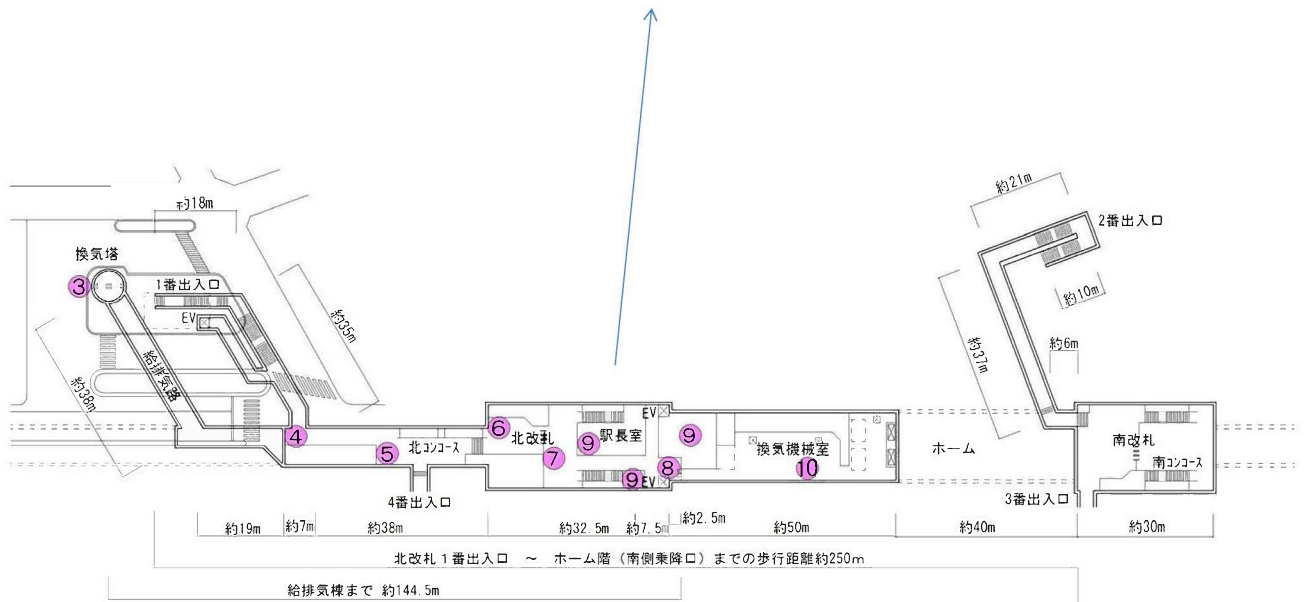 約18m
約21m
2番出入口
換気塔
③
1番出入口
EV
約10m
約35m
約6m
約37m
給排気路
約38m
④
⑤
北コンコース
⑥
北改札
⑦
⑨
駅長室
EV
⑨
⑧
⑨
EV
換気機械室
10
ホーム
南改札
南コンコース
4番出入口
3番出入口
約19m
約7m
約38m
約32.5m
約7.5m
約2.5m
約50m
約40m
約30m
北改札1番出入口 ～ ホーム階（南側乗降口）までの歩行距離約250m
給排気棟まで 約144.5m